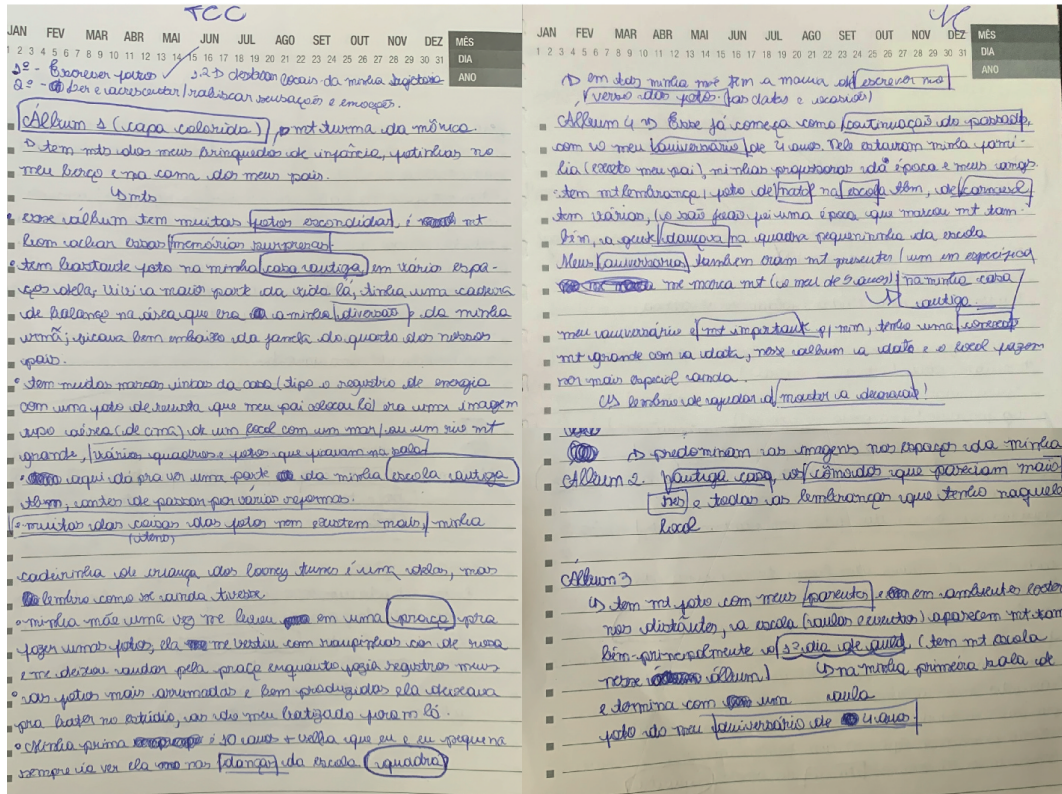 TCC
JAN FEV MAR ABR MAI JUN JUL AGO SET OUT NOV DEZ MÊS
1 2 3 4 5 6 7 8 9 10 11 12 13 14 15 16 17 18 19 20 21 22 23 24 25 26 27 28 29 30 31 DIA
ANO
1º - Escrever fotos 1.2 destacar locais da minha trajetória
2º - ler e acrescentar/rabiscar sensações e emoções.
Álbum 1 (capa colorida), mt turma da mônica.
tem mts dos meus brinquedos de infância, fotinhas no
meu berço e na cama dos meus pais.
mts
esse álbum tem muitas fotos escondidas, é mt
bom achar essas memórias surpresas
tem bastante foto na minha casa antiga em vários espa-
ços dela, vivi a maior parte da vida lá, tinha uma cadeira
de balanço na área que era a minha diversão e da minha
irmã; ficava bem embaixo da janela do quarto dos nossos
pais.
tem muitas marcas vistas da casa (tipo o registro de energia
com uma foto de revista que meu pai colocou lá) era uma imagem
tipo aérea (de cima) de um local com um mar/ou um rio mt
grande, vários quadros e fotos que ficavam na sala
aqui dá pra ver uma parte da minha escola antiga
tbm, antes de passar por várias reformas.
muitas das coisas das fotos nem existem mais, minha
(itens)
cadeirinha de criança dos looney tunes é uma delas, mas
lembro como se ainda tivesse
minha mãe uma vez me levou em uma praça pra
fazer umas fotos, ela me vestiu com roupinhas cor de rosa
e me deixou andar pela praça enquanto fazia registros meus
as fotos mais arrumadas e bem produzidas ela deixava
pra bater no estúdio, as do meu batizado foram lá.
Minha prima é 10 anos + velha que eu e eu pequena
sempre ia ver ela nas danças da escola (quadra)
JAN FEV MAR ABR MAI JUN JUL AGO SET OUT NOV DEZ MÊS
1 2 3 4 5 6 7 8 9 10 11 12 13 14 15 16 17 18 19 20 21 22 23 24 25 26 27 28 29 30 31 DIA
ANO
em dos minha mãe tem a mania de escrever no
verso das fotos. (as datas e ocasiões)
Álbum 4 Esse já começa como continuação do passado,
com o meu aniversário de 4 anos. Nele estavam minha famí-
lia (exceto meu pai), minhas professoras da época e meus amgs.
tem mt lembrança, foto de natal na escola tbm, de carnaval
tem vários, (o são joão foi uma época que marcou mt tam-
bém, a gente dançava na quadra pequenininha da escola
Meus aniversários também eram mt presentes (um em específico
me marca mt (o meu de 5 anos) na minha casa
antiga.
meu aniversário é mt importante p/ mim, tenho uma conexão
mt grande com a data, nesse álbum a data e o local fazem
ser mais especial ainda.
lembro de ajudar a montar a decoração!
predominam as imagens nos espaços da minha
Álbum 2. antiga casa, os cômodos que pareciam mais
e todas as lembranças que tenho naquele
local
Álbum 3
tem mt foto com meus parentes e em ambientes
nos distantes, a escola (aulas e eventos) aparecem mt tam-
bém - principalmente o 1º dia de aula, (tem mt escola
nesse álbum) na minha primeira sala de
e termina com uma aula
foto do meu aniversário de 4 anos